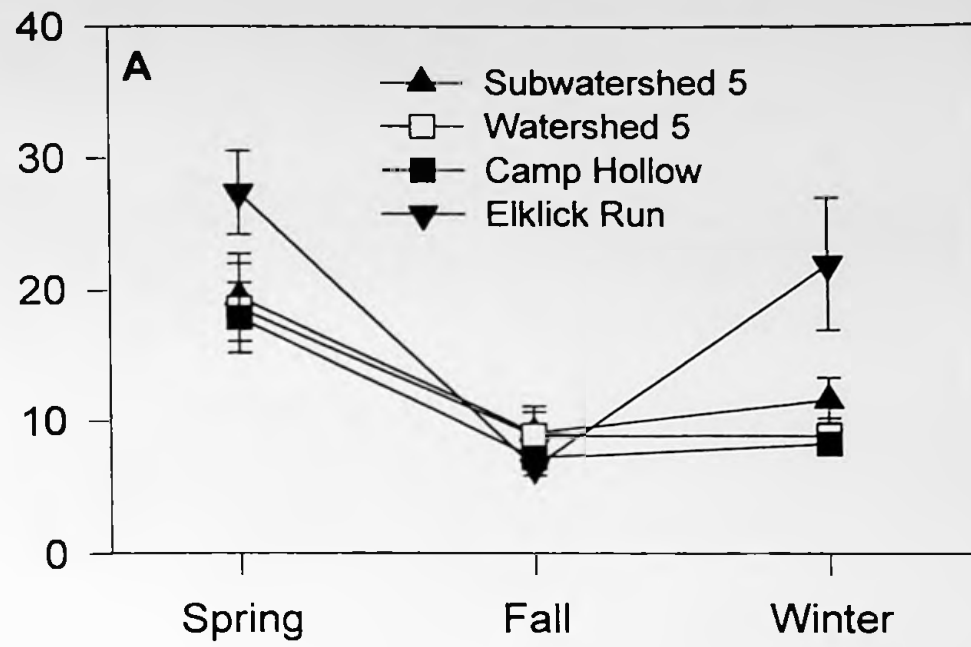 40
A
Subwatershed 5
Watershed 5
30
Camp Hollow
Elklick Run
20
10
0
Spring Fall Winter